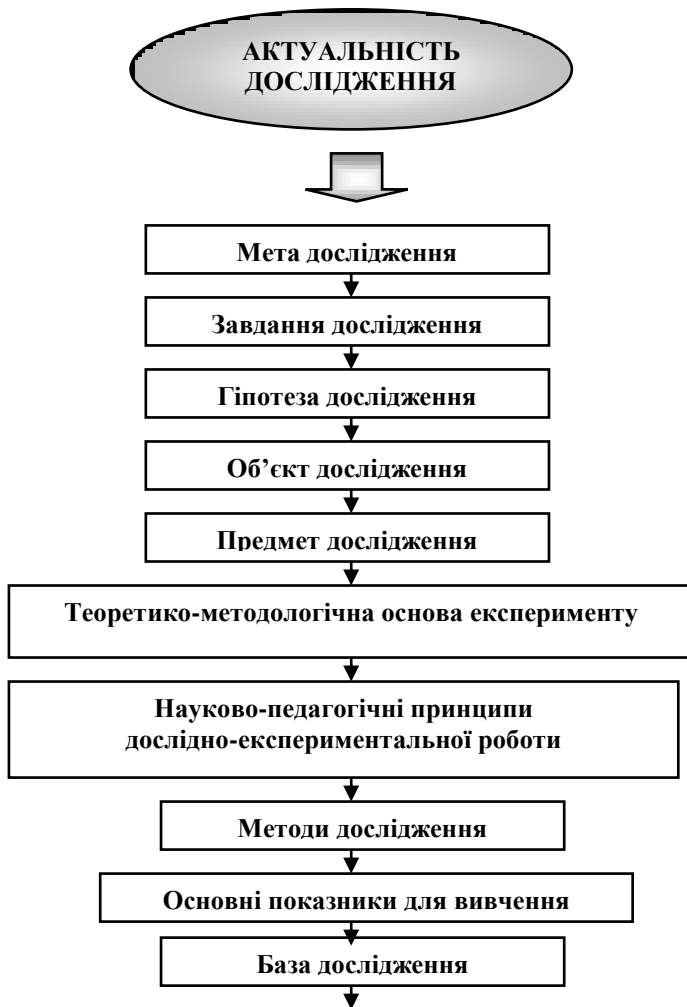 АКТУАЛЬНІСТЬ
ДОСЛІДЖЕННЯ
Мета дослідження
Завдання дослідження
Гіпотеза дослідження
Об’єкт дослідження
Предмет дослідження
Теоретико-методологічна основа експерименту
Науково-педагогічні принципи
дослідно-експериментальної роботи
Методи дослідження
Основні показники для вивчення
База дослідження